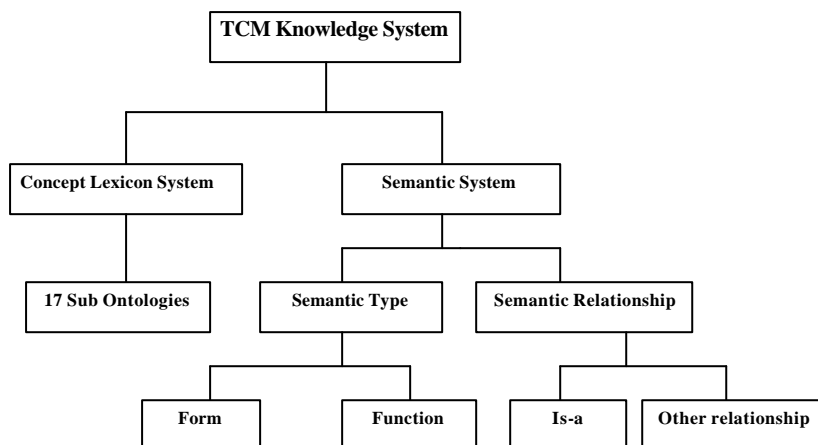 TCM Knowledge System
Concept Lexicon System
Semantic System
17 Sub Ontologies
Semantic Type
Semantic Relationship
Form
Function
Is-a
Other relationship